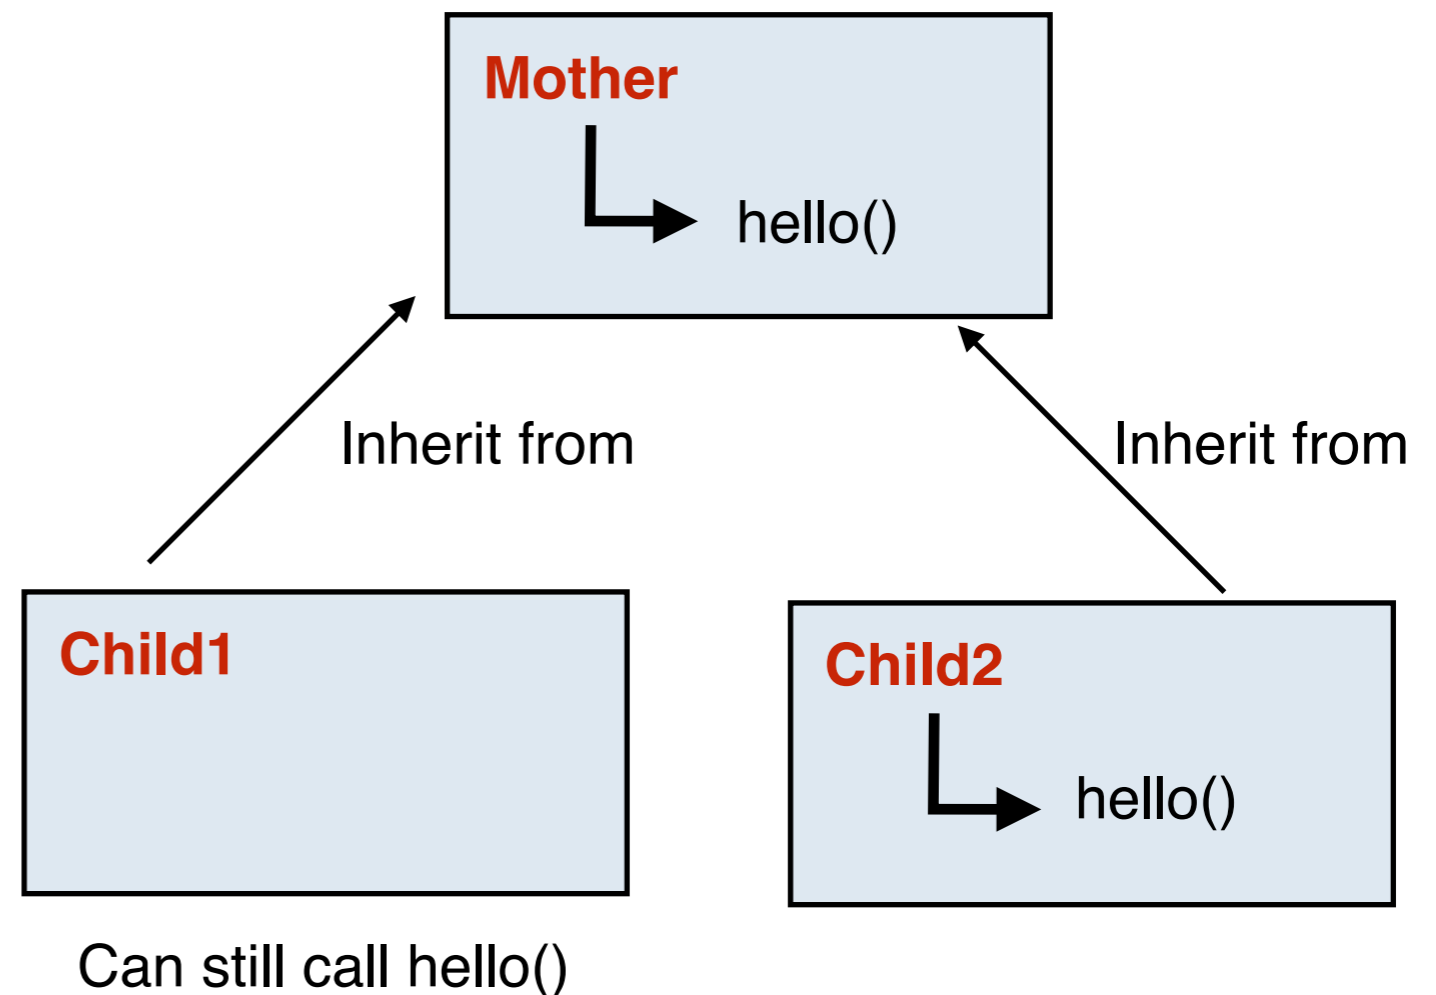 Mother
hello()
Inherit from
Inherit from
Child1
Child2
hello()
Can still call hello()